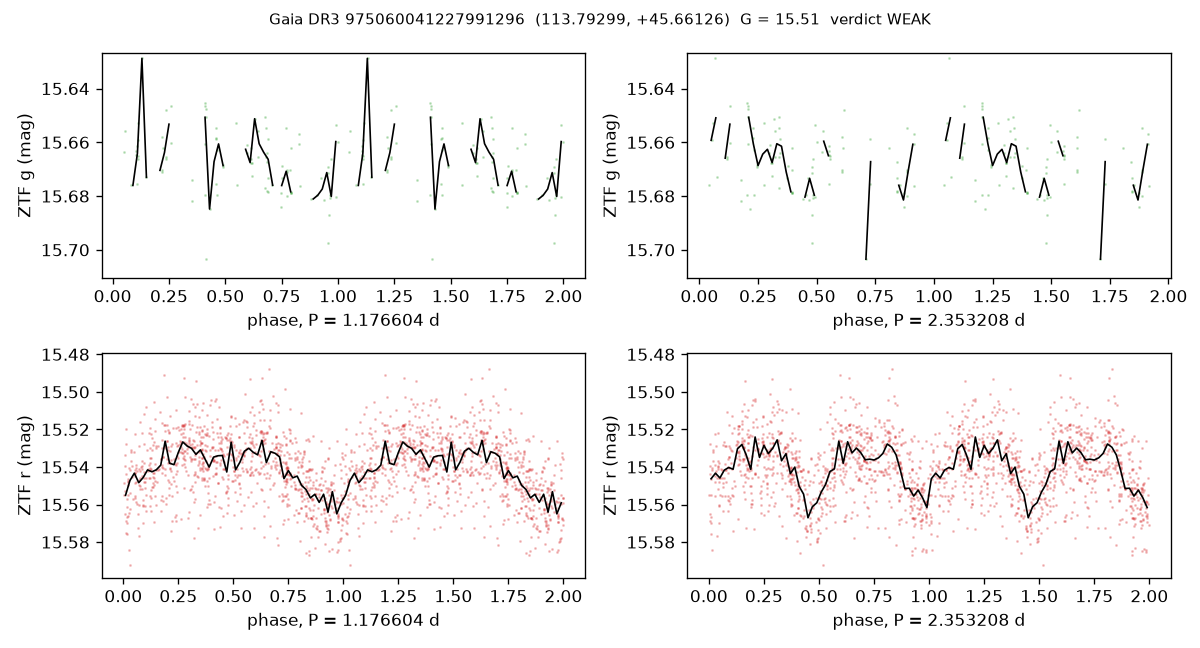 Gaia DR3 975060041227991296  (113.79299, +45.66126)  G = 15.51  verdict WEAK
ZTF g (mag)
15.64
15.66
15.68
15.70
0.00 0.25 0.50 0.75 1.00 1.25 1.50 1.75 2.00
phase, P = 1.176604 d
ZTF g (mag)
15.64
15.66
15.68
15.70
0.00 0.25 0.50 0.75 1.00 1.25 1.50 1.75 2.00
phase, P = 2.353208 d
ZTF r (mag)
15.48
15.50
15.52
15.54
15.56
15.58
0.00 0.25 0.50 0.75 1.00 1.25 1.50 1.75 2.00
phase, P = 1.176604 d
ZTF r (mag)
15.48
15.50
15.52
15.54
15.56
15.58
0.00 0.25 0.50 0.75 1.00 1.25 1.50 1.75 2.00
phase, P = 2.353208 d